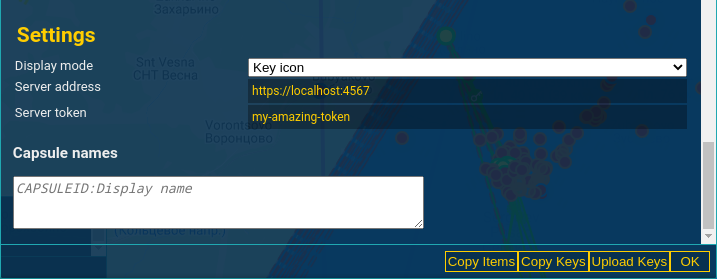 Захарьино
Settings
Snt Vesna
СНТ Весна
Display mode
Key icon
Server address
https://localhost:4567
Server token
my-amazing-token
Воронцово
Capsule names
CAPSULEID:Display name
Copy Items Copy Keys Upload Keys OK